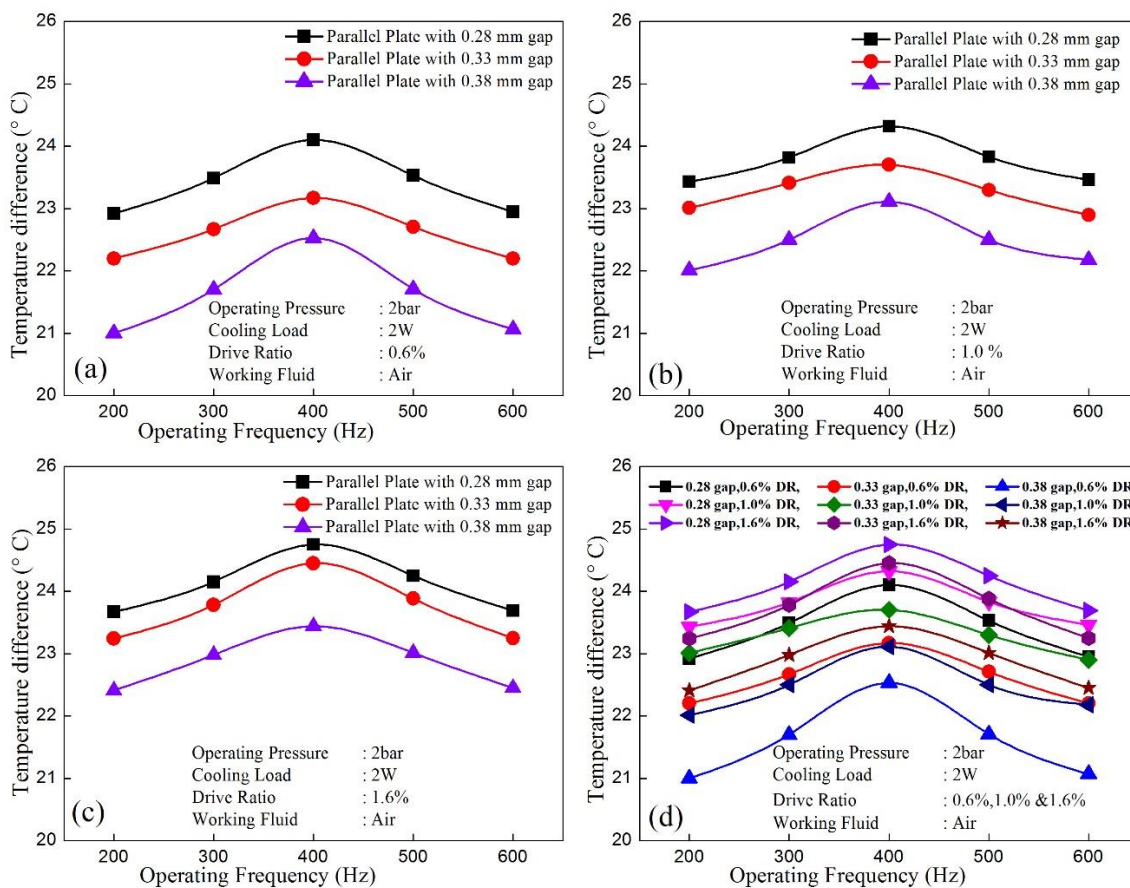 26
25
24
23
22
21
20
Temperature difference (° C)
Parallel Plate with 0.28 mm gap
Parallel Plate with 0.33 mm gap
Parallel Plate with 0.38 mm gap
Operating Pressure : 2bar
Cooling Load : 2W
Drive Ratio : 0.6%
Working Fluid : Air
(a)
200 300 400 500 600
Operating Frequency (Hz)
26
25
24
23
22
21
20
Temperature difference (° C)
Parallel Plate with 0.28 mm gap
Parallel Plate with 0.33 mm gap
Parallel Plate with 0.38 mm gap
Operating Pressure : 2bar
Cooling Load : 2W
Drive Ratio : 1.0 %
Working Fluid : Air
(b)
200 300 400 500 600
Operating Frequency (Hz)
26
25
24
23
22
21
20
Temperature difference (° C)
Parallel Plate with 0.28 mm gap
Parallel Plate with 0.33 mm gap
Parallel Plate with 0.38 mm gap
Operating Pressure : 2bar
Cooling Load : 2W
Drive Ratio : 1.6%
Working Fluid : Air
(c)
200 300 400 500 600
Operating Frequency (Hz)
26
25
24
23
22
21
20
Temperature difference (° C)
0.28 gap,0.6% DR, 0.33 gap,0.6% DR, 0.38 gap,0.6% DR
0.28 gap,1.0% DR, 0.33 gap,1.0% DR, 0.38 gap,1.0% DR
0.28 gap,1.6% DR, 0.33 gap,1.6% DR, 0.38 gap,1.6% DR
Operating Pressure : 2bar
Cooling Load : 2W
Drive Ratio : 0.6%,1.0% &1.6%
Working Fluid : Air
(d)
200 300 400 500 600
Operating Frequency (Hz)